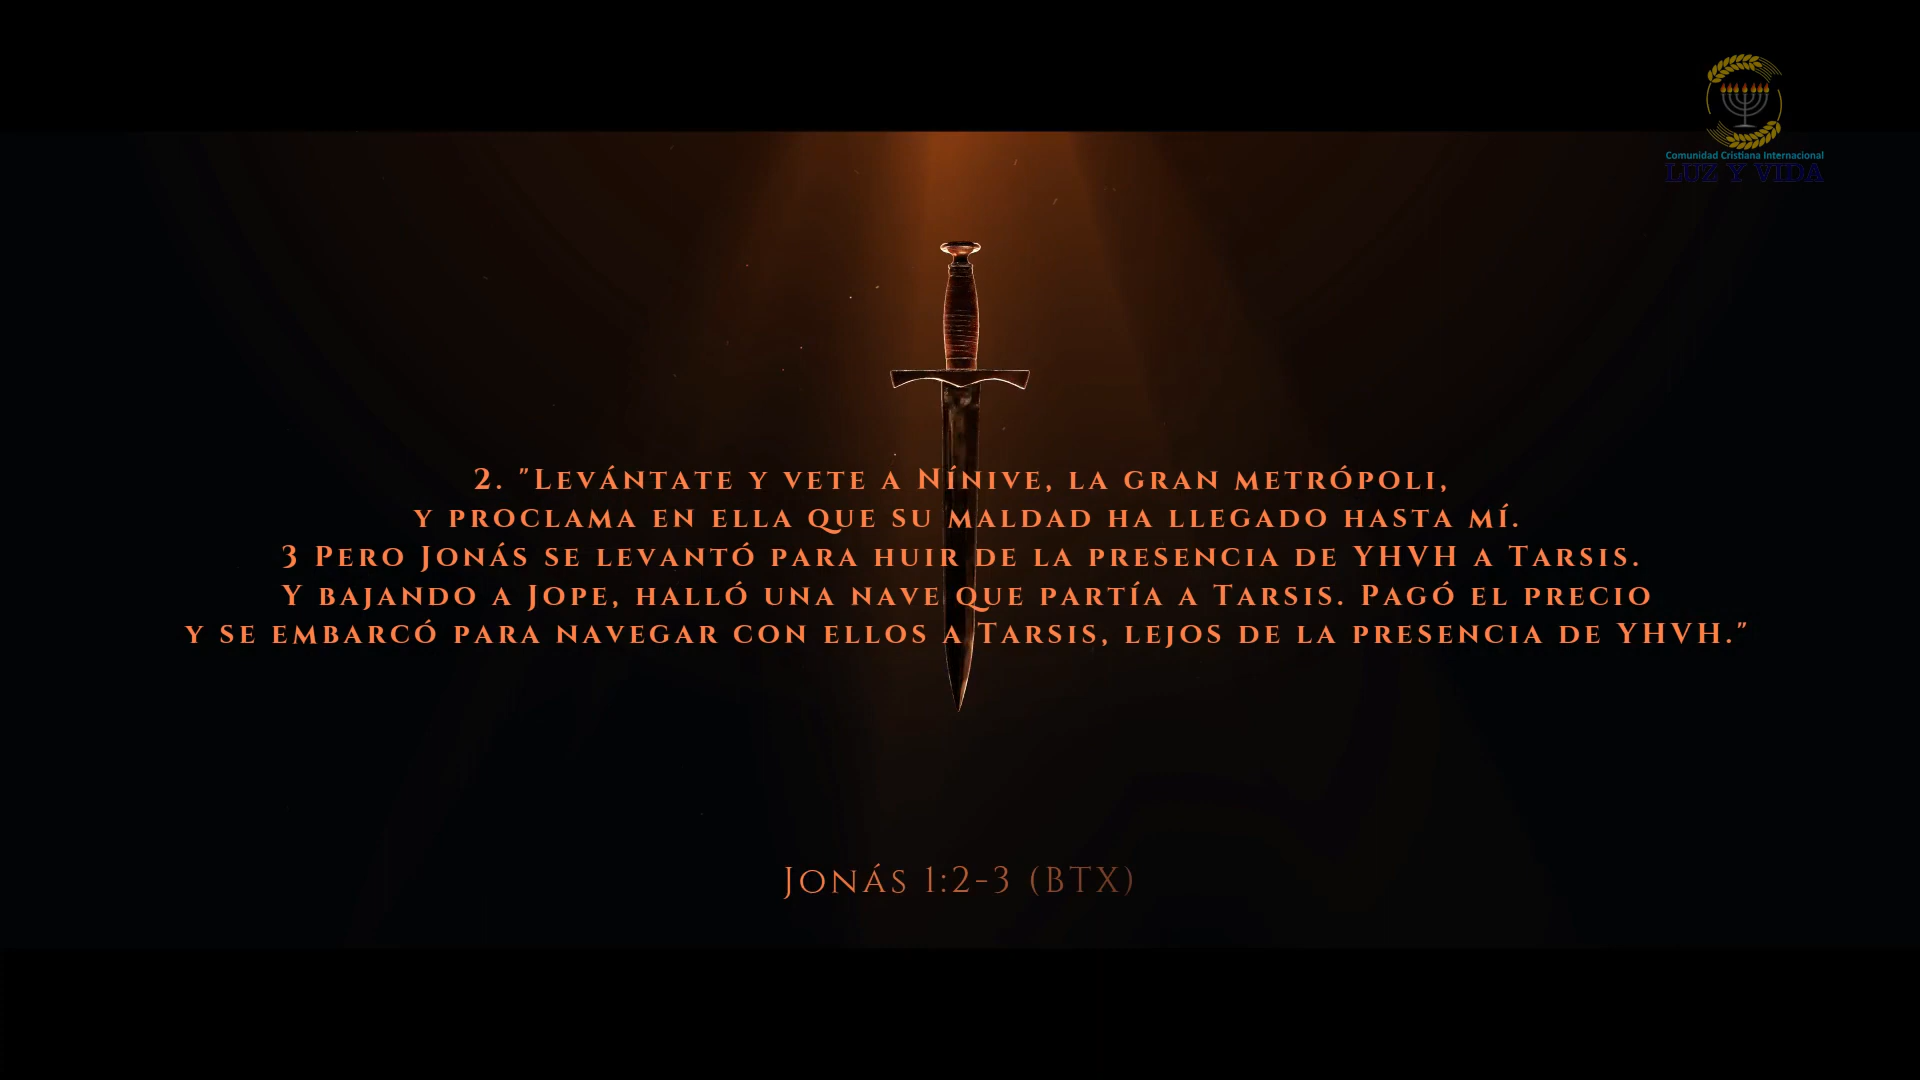 Comunidad Cristiana Internacional
LUZ Y VIDA
2. "Levántate y vete a Nínive, la gran metrópoli,
y proclama en ella que su maldad ha llegado hasta mí.
3 Pero Jonás se levantó para huir de la presencia de YHVH a Tarsis.
Y bajando a Jope, halló una nave que partía a Tarsis. Pagó el precio
y se embarcó para navegar con ellos a Tarsis, lejos de la presencia de YHVH."
Jonás 1:2-3 (BTX)